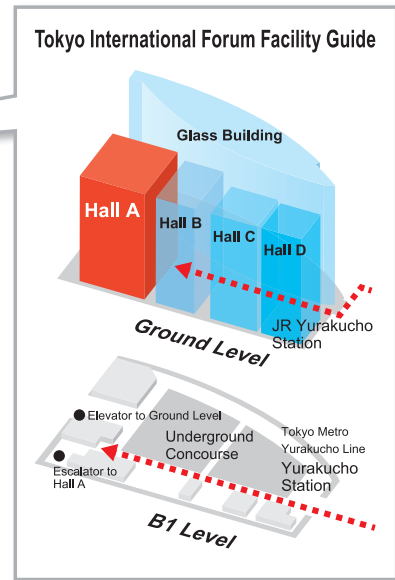 Tokyo International Forum Facility Guide
Glass Building
Hall A
Hall B
Hall C
Hall D
JR Yurakucho
Station
Ground Level
Elevator to Ground Level
Underground
Concourse
Tokyo Metro
Yurakucho Line
Yurakucho
Station
Escalator to
Hall A
B1 Level